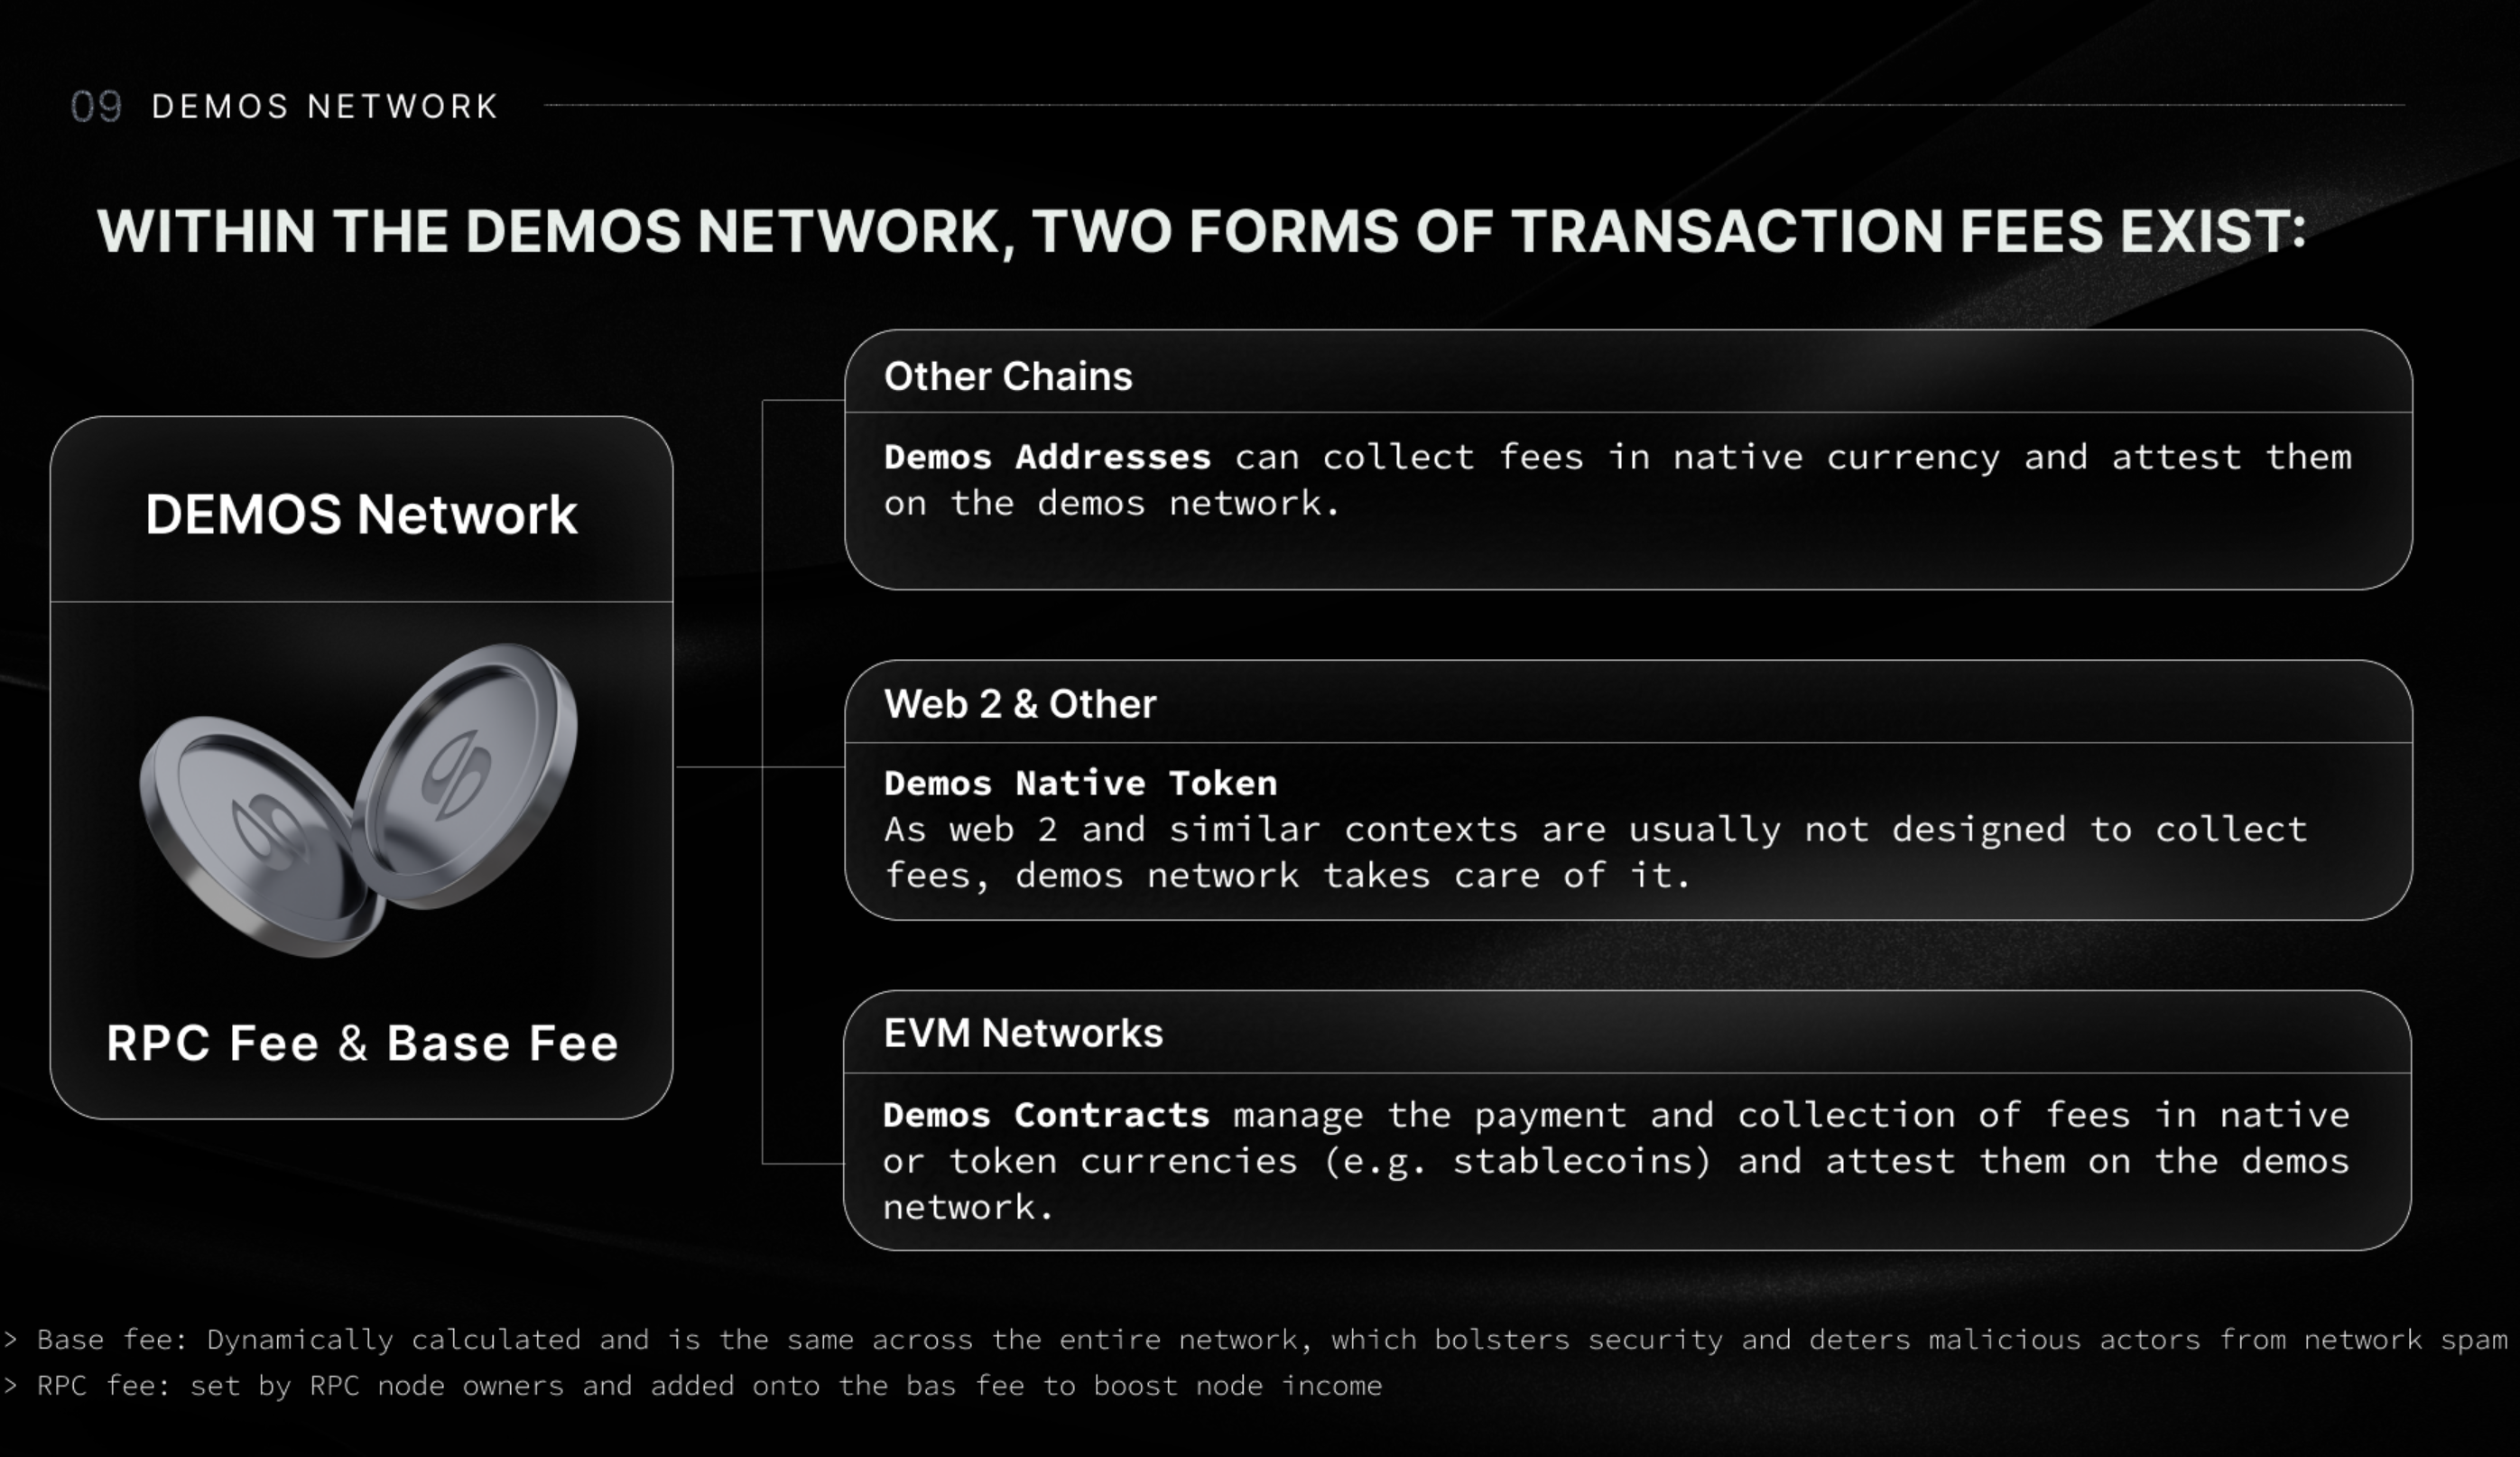 09 DEMOS NETWORK
WITHIN THE DEMOS NETWORK, TWO FORMS OF TRANSACTION FEES EXIST:
DEMOS Network
RPC Fee & Base Fee
Other Chains
Demos Addresses can collect fees in native currency and attest them
on the demos network.
Web 2 & Other
Demos Native Token
As web 2 and similar contexts are usually not designed to collect
fees, demos network takes care of it.
EVM Networks
Demos Contracts manage the payment and collection of fees in native
or token currencies (e.g. stablecoins) and attest them on the demos
network.
> Base fee: Dynamically calculated and is the same across the entire network, which bolsters security and deters malicious actors from network spam
> RPC fee: set by RPC node owners and added onto the bas fee to boost node income